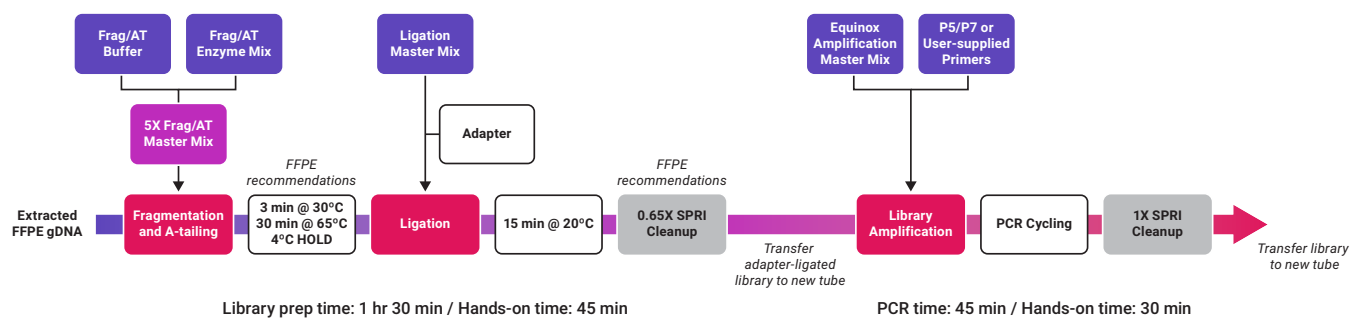 Frag/AT
Buffer
Frag/AT
Enzyme Mix
5X Frag/AT
Master Mix
Ligation
Master Mix
Adapter
Equinox
Amplification
Master Mix
P5/P7 or
User-supplied
Primers
Extracted
FFPE gDNA
Fragmentation
and A-tailing
FFPE
recommendations
3 min @ 30ºC
30 min @ 65ºC
4ºC HOLD
Ligation
15 min @ 20ºC
FFPE
recommendations
0.65X SPRI
Cleanup
Transfer
adapter-ligated
library to new tube
Library
Amplification
PCR Cycling
1X SPRI
Cleanup
Transfer library
to new tube
Library prep time: 1 hr 30 min / Hands-on time: 45 min
PCR time: 45 min / Hands-on time: 30 min